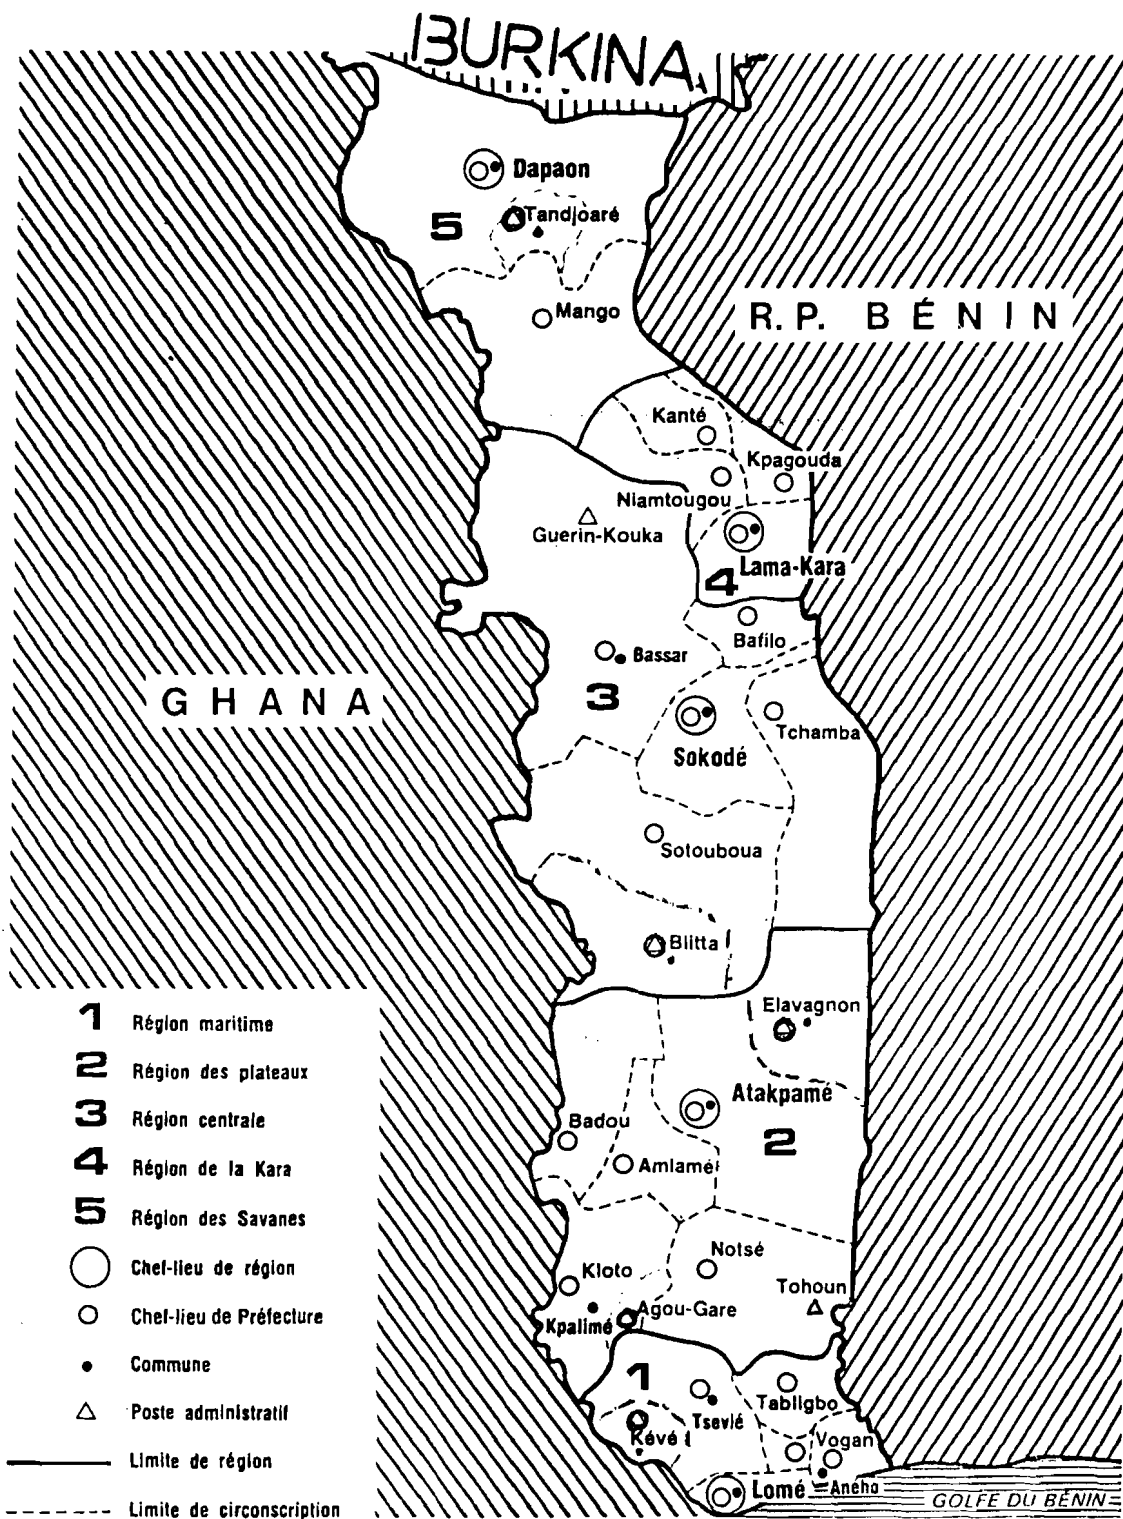 BURKINA
Dapaon
5
Tandjoaré
Mango
R.P. BÉNIN
Kanté
Kpagouda
Niamtougou
Guerin-Kouka
Lama-Kara
4
Bafilo
Bassar
GHANA
3
Tchamba
Sokodé
Sotouboua
Blitta
Elavagnon
Atakpamé
Badou
2
Amlamé
Notsé
Kloto
Tohoun
Agou-Gare
Kpalimé
1
Tabligbo
Tsevié
Kévé
Vogan
Lomé
Aného
GOLFE DU BÉNIN
1 Région maritime
2 Région des plateaux
3 Région centrale
4 Région de la Kara
5 Région des Savanes
Chef-lieu de région
Chef-lieu de Préfecture
Commune
Poste administratif
Limite de région
Limite de circonscription